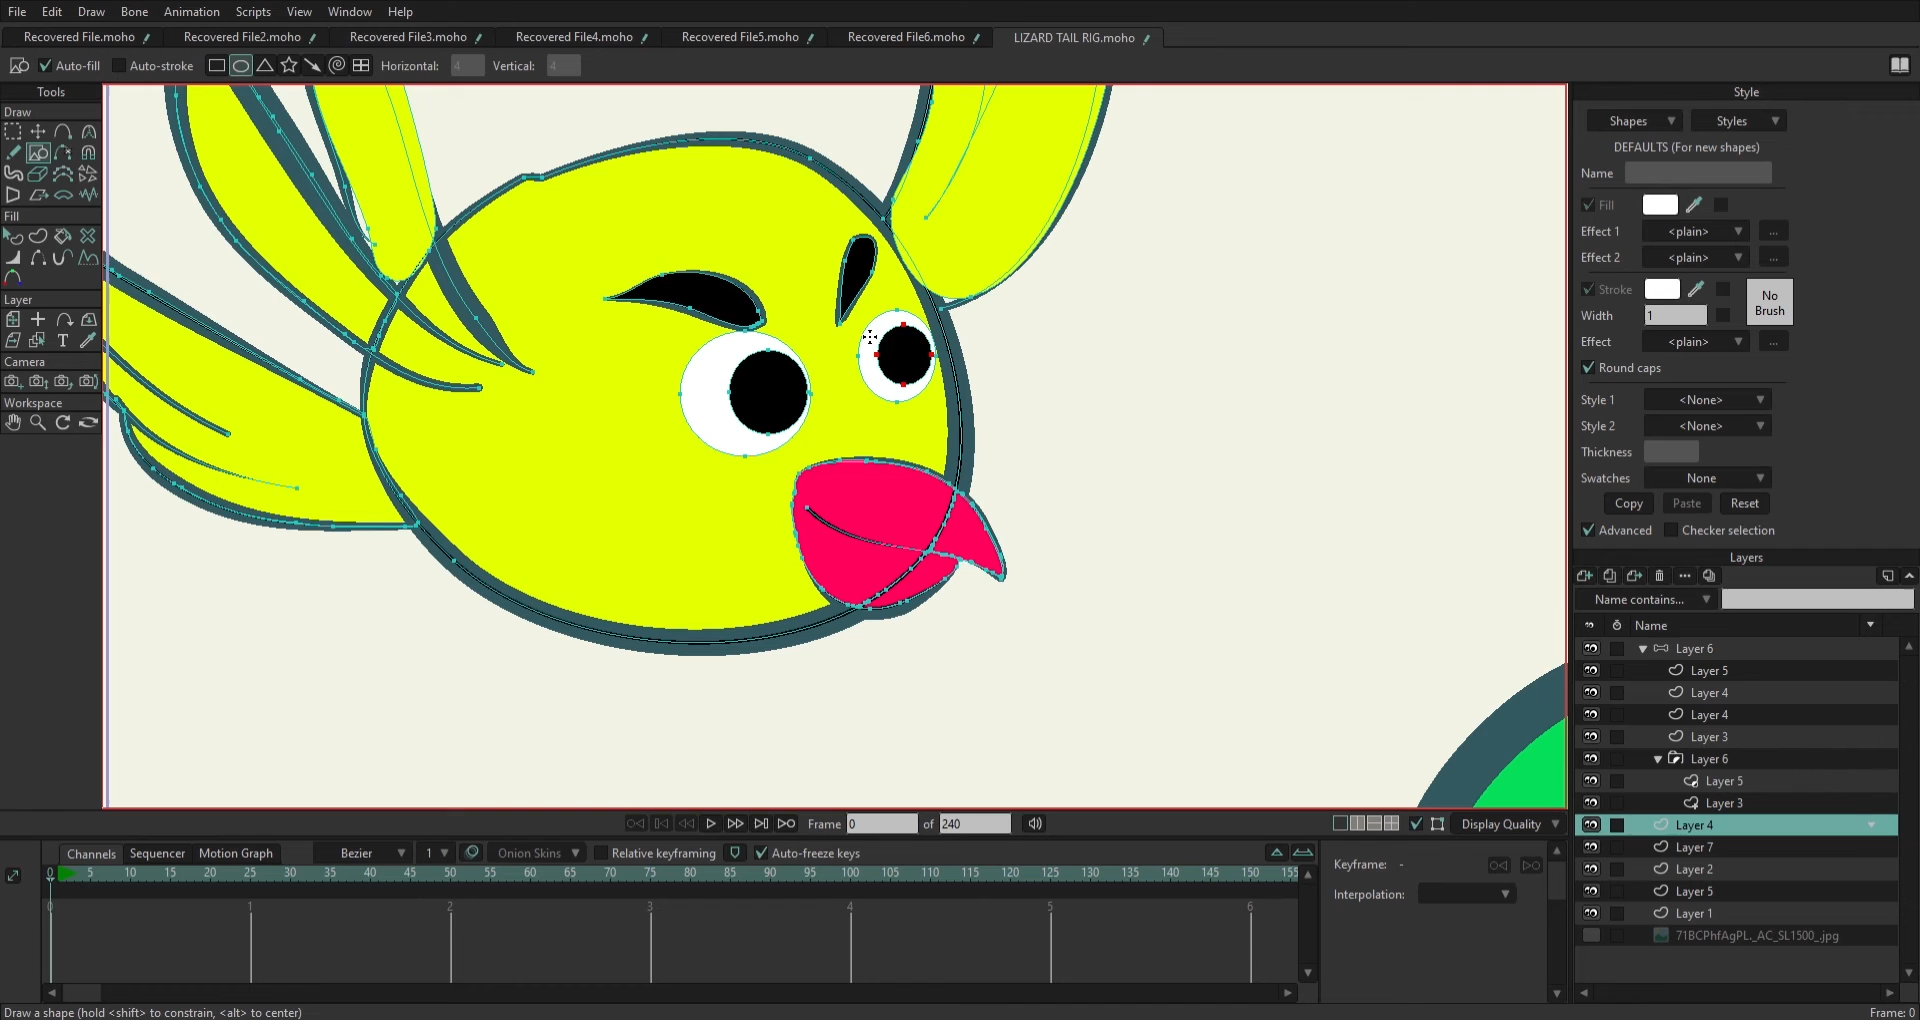 File Edit Draw Bone Animation Scripts View Window Help
Recovered File.moho Recovered File2.moho Recovered File3.moho Recovered File4.moho Recovered File5.moho Recovered File6.moho LIZARD TAIL RIG.moho
Auto-fill Auto-stroke Horizontal: 4 Vertical: 4
Tools
Draw
Fill
Layer
Camera
Workspace
Style
Shapes Styles
DEFAULTS (For new shapes)
Name
Fill
Effect 1 <plain> ...
Effect 2 <plain> ...
Stroke
No Brush
Width 1
Effect <plain> ...
Round caps
Style 1 <None>
Style 2 <None>
Thickness
Swatches None
Copy Paste Reset
Advanced Checker selection
Layers
Name contains...
Name
Layer 6
Layer 5
Layer 4
Layer 4
Layer 3
Layer 6
Layer 5
Layer 3
Layer 4
Layer 7
Layer 2
Layer 5
Layer 1
71BCPhfAgPL._AC_SL1500_.jpg
Frame 0 of 240 Display Quality
Channels Sequencer Motion Graph Bezier 1 Onion Skins Relative keyframing Auto-freeze keys
0 5 10 15 20 25 30 35 40 45 50 55 60 65 70 75 80 85 90 95 100 105 110 115 120 125 130 135 140 145 150 155
0 1 2 3 4 5 6
Keyframe: -
Interpolation:
Draw a shape (hold <shift> to constrain, <alt> to center) Frame: 0